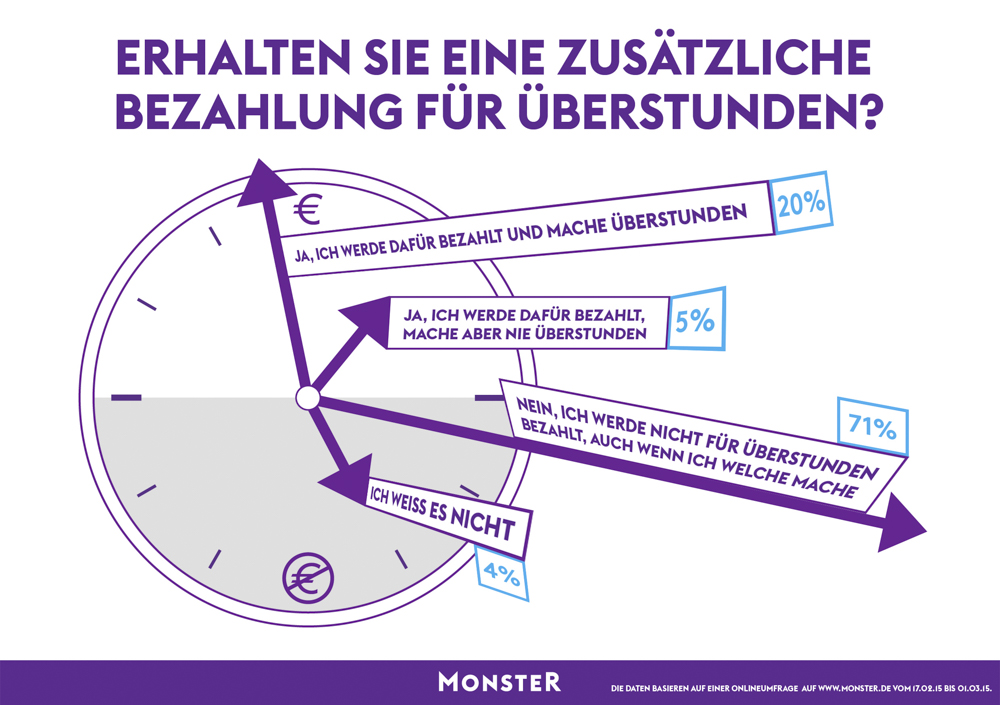 ERHALTEN SIE EINE ZUSÄTZLICHE
BEZAHLUNG FÜR ÜBERSTUNDEN?
€
JA, ICH WERDE DAFÜR BEZAHLT UND MACHE ÜBERSTUNDEN
20%
JA, ICH WERDE DAFÜR BEZAHLT,
MACHE ABER NIE ÜBERSTUNDEN
5%
NEIN, ICH WERDE NICHT FÜR ÜBERSTUNDEN
BEZAHLT, AUCH WENN ICH WELCHE MACHE
71%
ICH WEISS ES NICHT
4%
€
MONSTER
DIE DATEN BASIEREN AUF EINER ONLINEUMFRAGE AUF WWW.MONSTER.DE VOM 17.02.15 BIS 01.03.15.